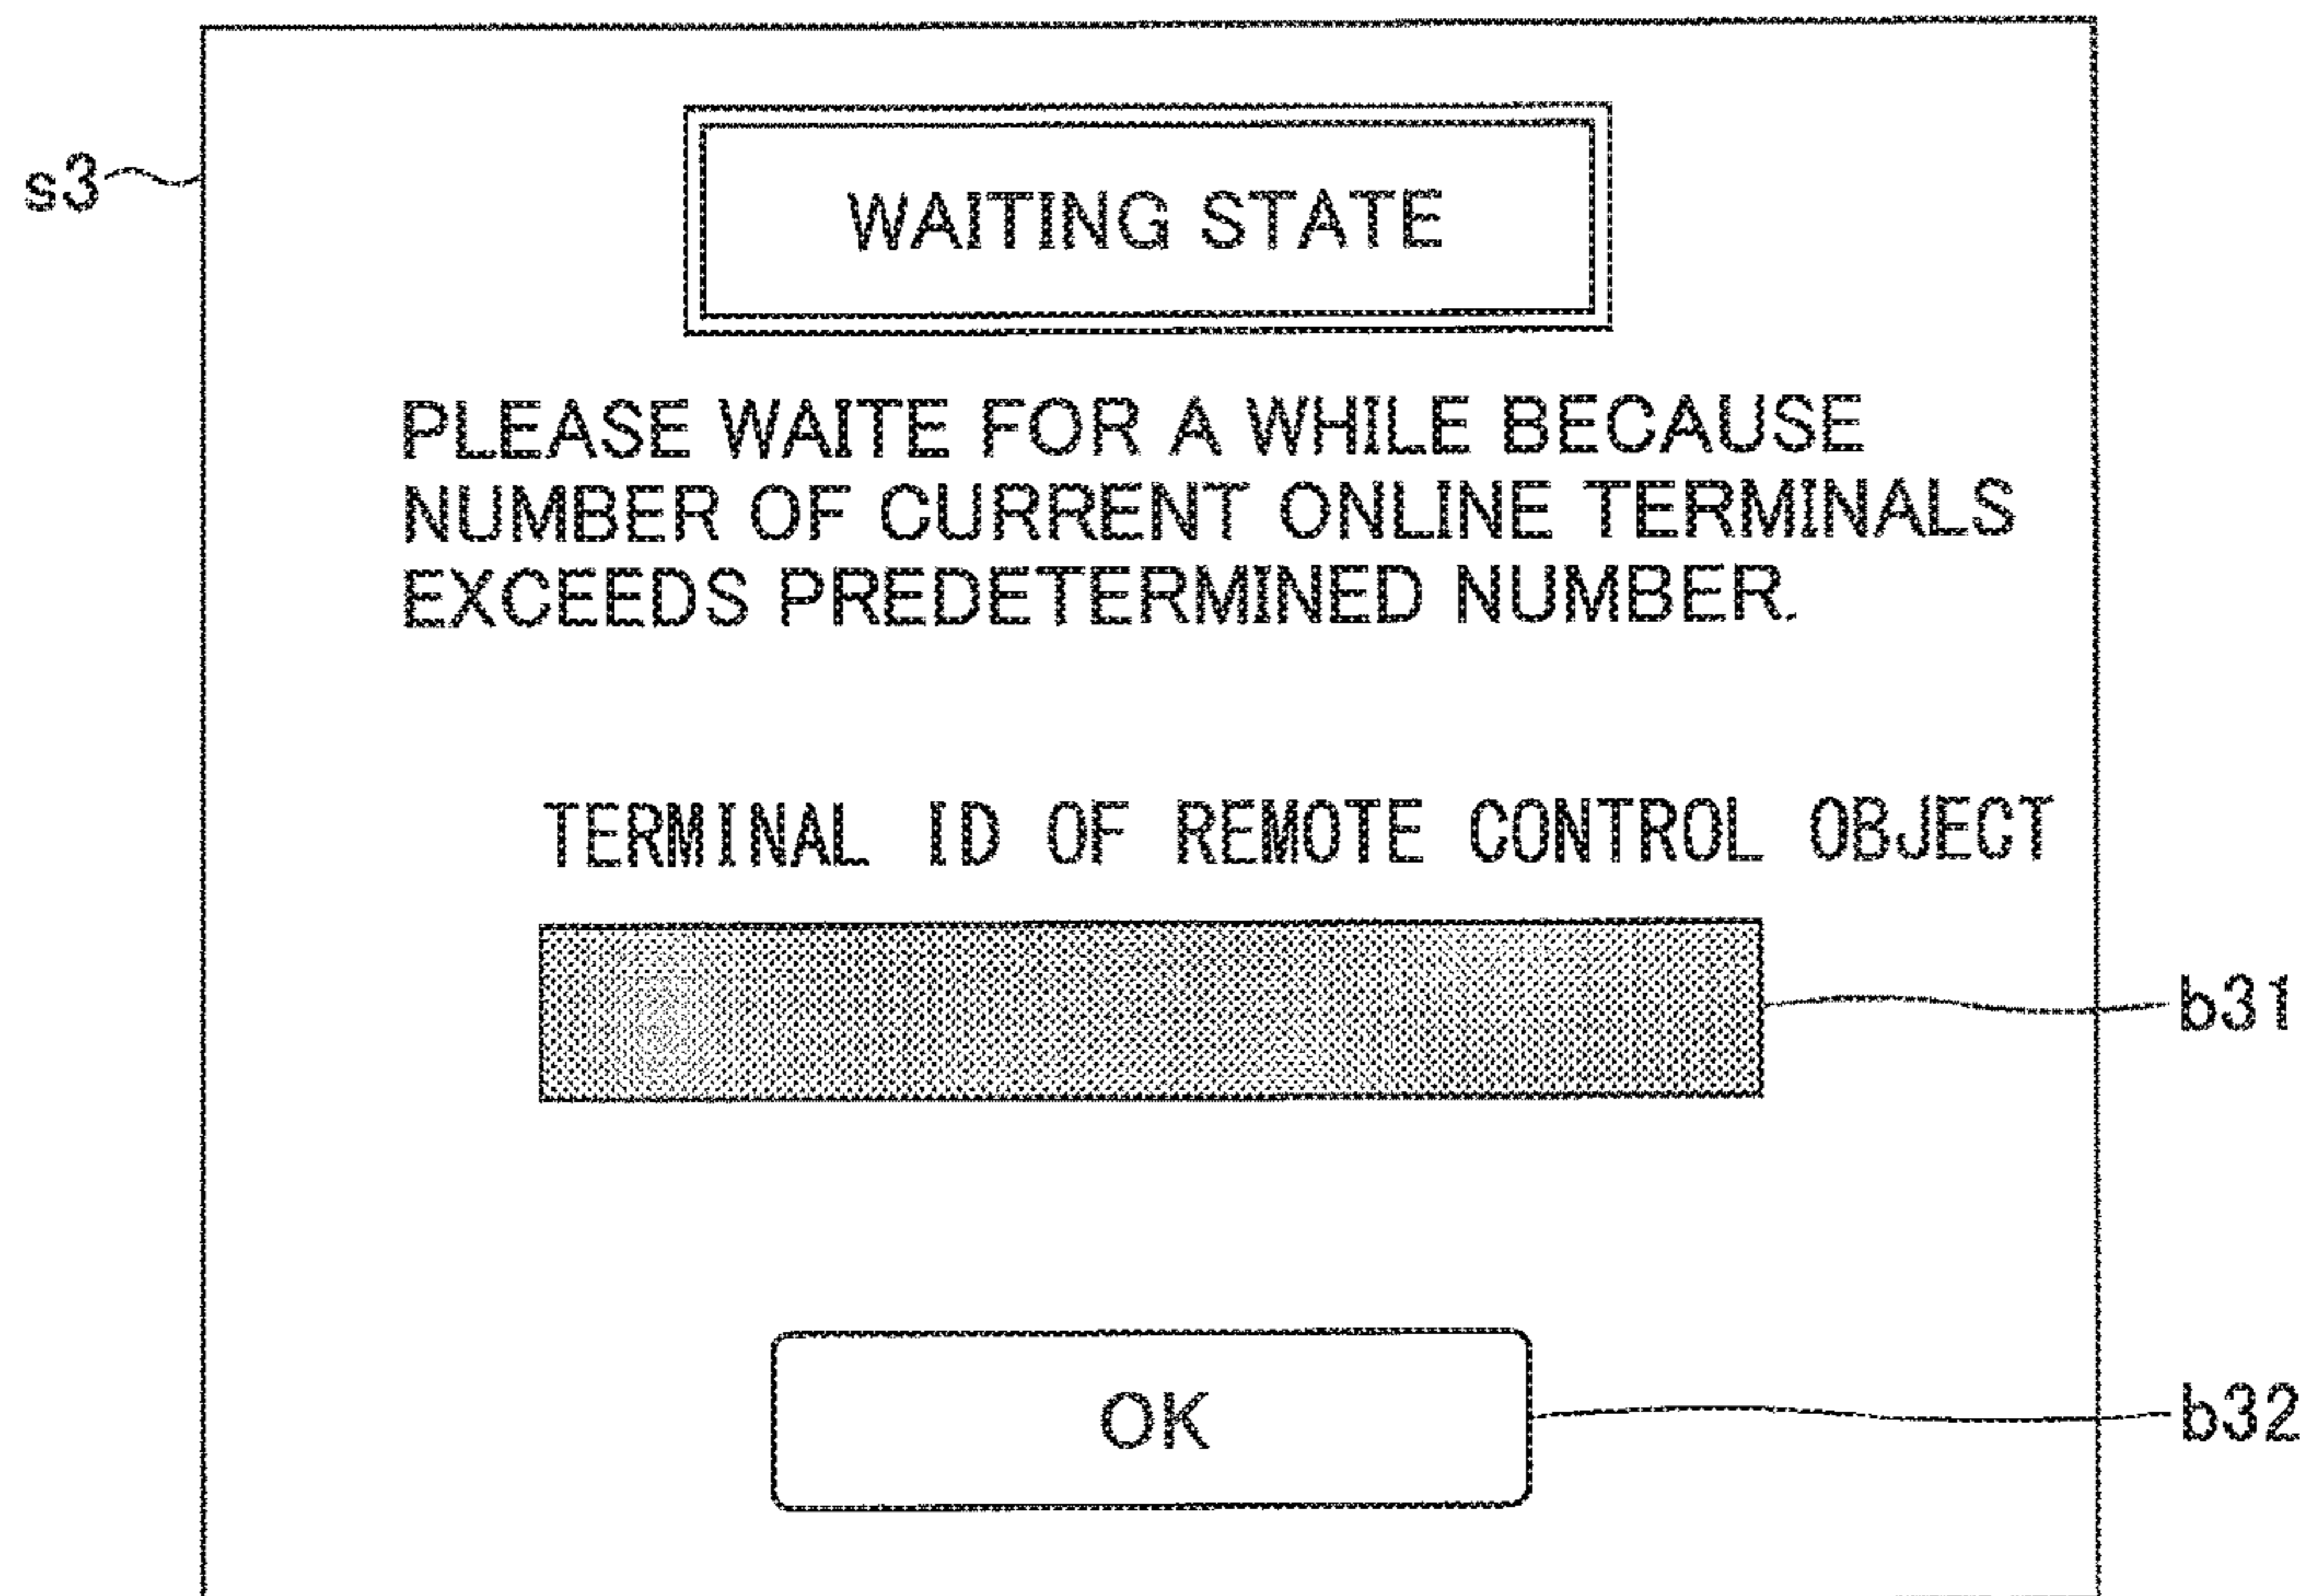 s3
WAITING STATE
PLEASE WAITE FOR A WHILE BECAUSE
NUMBER OF CURRENT ONLINE TERMINALS
EXCEEDS PREDETERMINED NUMBER.
TERMINAL ID OF REMOTE CONTROL OBJECT
b31
OK
b32